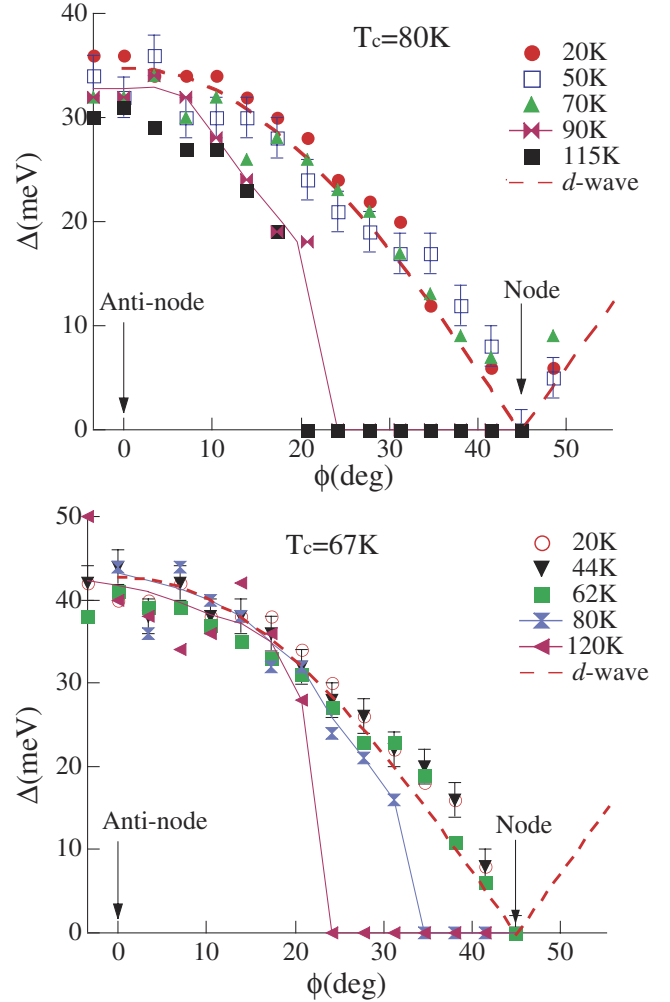 40
T_c=80K
20K
50K
70K
90K
115K
d-wave
30
20
10
0
Δ(meV)
Anti-node
Node
0
10
20
30
40
50
ϕ(deg)
50
T_c=67K
20K
44K
62K
80K
120K
d-wave
40
30
20
10
0
Δ(meV)
Anti-node
Node
0
10
20
30
40
50
ϕ(deg)